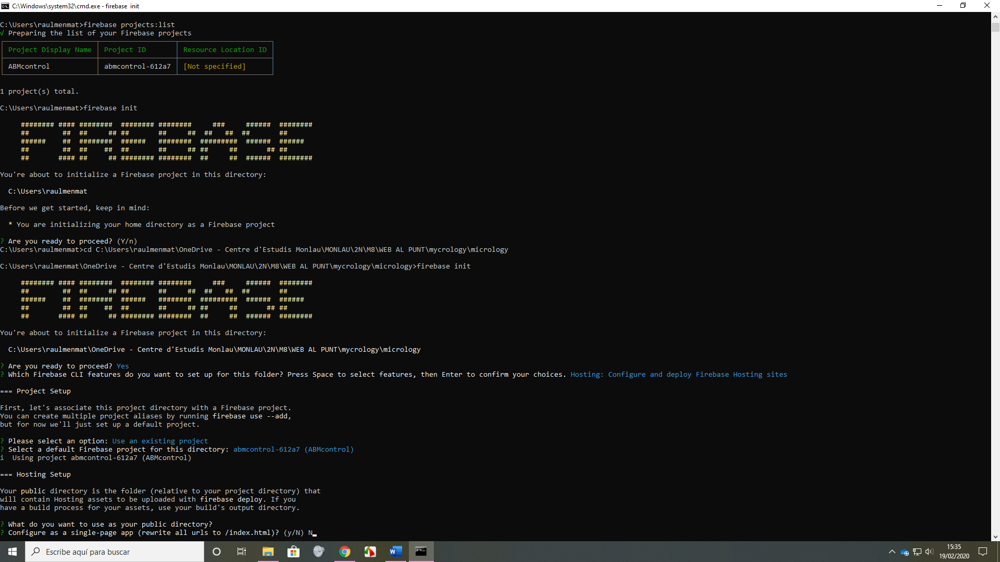 C:\Windows\system32\cmd.exe - firebase init
C:\Users\raulmenmat>firebase projects:list
√ Preparing the list of your Firebase projects
Project Display Name Project ID Resource Location ID
ABMcontrol abmcontrol-612a7 [Not specified]
1 project(s) total.
C:\Users\raulmenmat>firebase init
FIREBASE
You're about to initialize a Firebase project in this directory:
C:\Users\raulmenmat
Before we get started, keep in mind:
* You are initializing your home directory as a Firebase project
? Are you ready to proceed? (Y/n)
C:\Users\raulmenmat>cd C:\Users\raulmenmat\OneDrive - Centre d'Estudis Monlau\MONLAU\2N\M8\WEB AL PUNT\mycrology\micrology
C:\Users\raulmenmat\OneDrive - Centre d'Estudis Monlau\MONLAU\2N\M8\WEB AL PUNT\mycrology\micrology>firebase init
FIREBASE
You're about to initialize a Firebase project in this directory:
C:\Users\raulmenmat\OneDrive - Centre d'Estudis Monlau\MONLAU\2N\M8\WEB AL PUNT\mycrology\micrology
? Are you ready to proceed? Yes
? Which Firebase CLI features do you want to set up for this folder? Press Space to select features, then Enter to confirm your choices. Hosting: Configure and deploy Firebase Hosting sites
=== Project Setup
First, let's associate this project directory with a Firebase project.
You can create multiple project aliases by running firebase use --add,
but for now we'll just set up a default project.
? Please select an option: Use an existing project
? Select a default Firebase project for this directory: abmcontrol-612a7 (ABMcontrol)
i Using project abmcontrol-612a7 (ABMcontrol)
=== Hosting Setup
Your public directory is the folder (relative to your project directory) that
will contain Hosting assets to be uploaded with firebase deploy. If you
have a build process for your assets, use your build's output directory.
? What do you want to use as your public directory?
? Configure as a single-page app (rewrite all urls to /index.html)? (y/N) N
Escribe aquí para buscar
15:35
19/02/2020